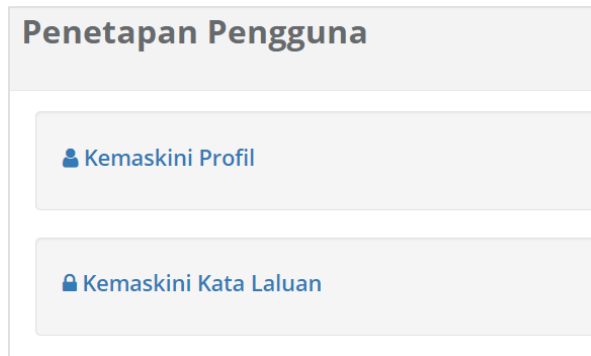 Penetapan Pengguna
Kemaskini Profil
Kemaskini Kata Laluan